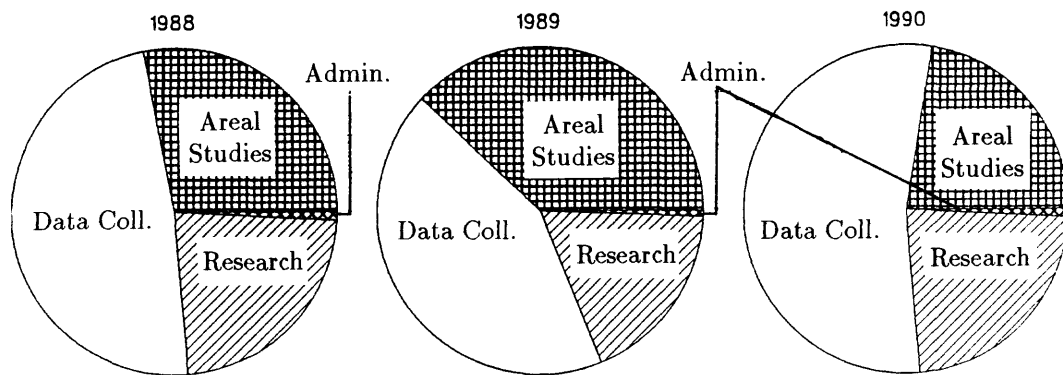 1988
1989
1990
Admin.
Admin.
Areal
Studies
Areal
Studies
Areal
Studies
Data Coll.
Data Coll.
Data Coll.
Research
Research
Research